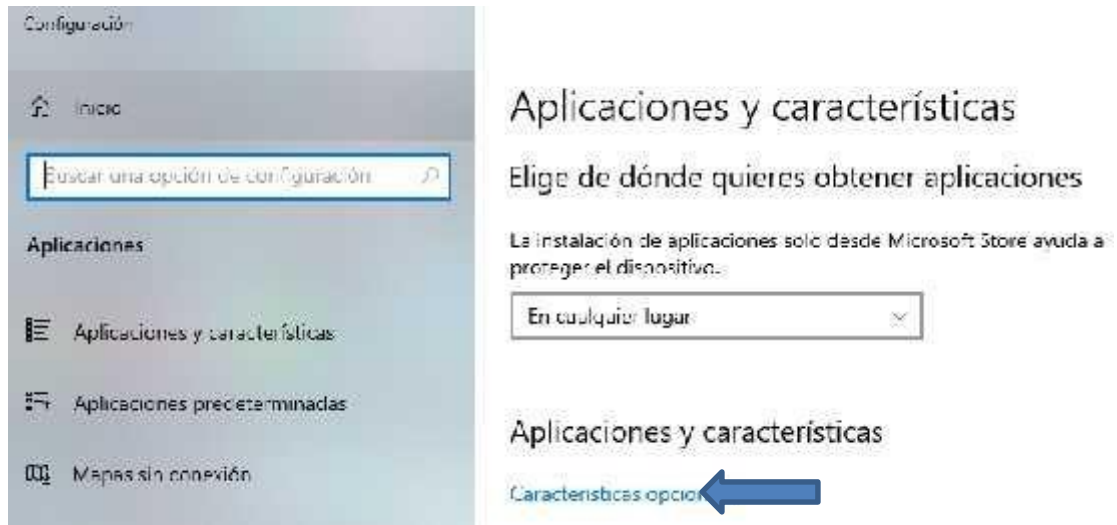 Configuración
Inicio
Buscar una opción de configuración
Aplicaciones
Aplicaciones y características
Aplicaciones predeterminadas
Mapas sin conexión
Aplicaciones y características
Elige de dónde quieres obtener aplicaciones
La instalación de aplicaciones solo desde Microsoft Store ayuda a
proteger el dispositivo.
En cualquier lugar
Aplicaciones y características
Características